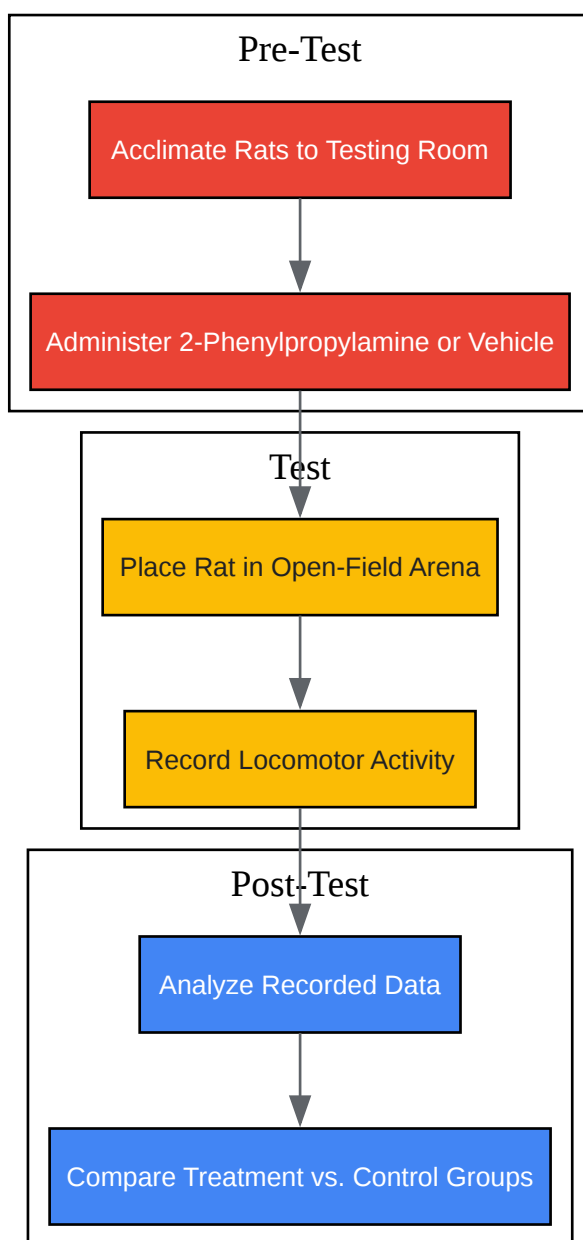 Pre-Test
Acclimate Rats to Testing Room
Administer 2-Phenylpropylamine or Vehicle
Test
Place Rat in Open-Field Arena
Record Locomotor Activity
Post-Test
Analyze Recorded Data
Compare Treatment vs. Control Groups